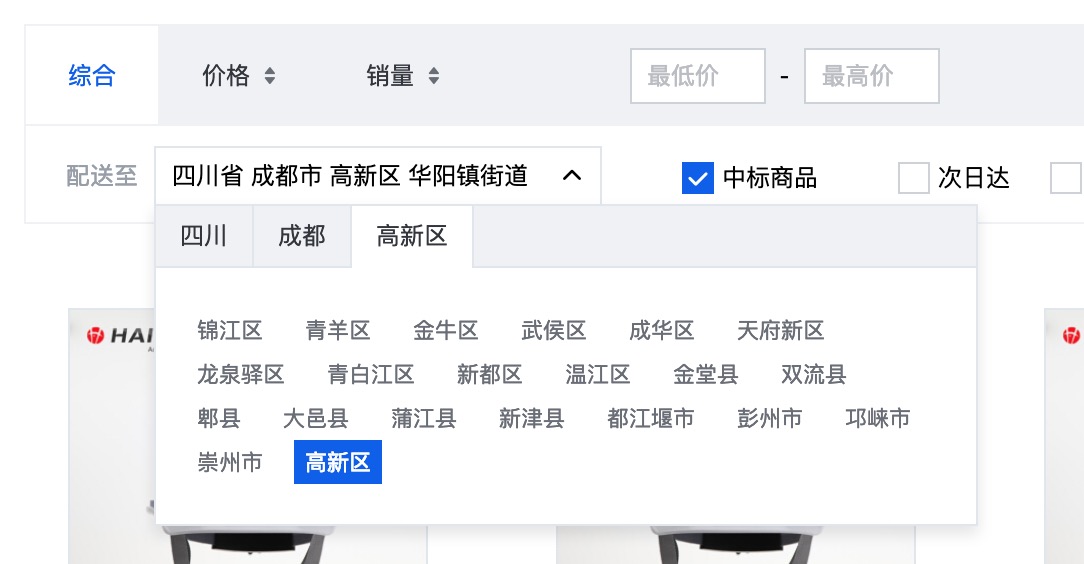 综合 价格 销量 最低价 - 最高价
配送至 四川省 成都市 高新区 华阳镇街道 中标商品 次日达
四川 成都 高新区
锦江区 青羊区 金牛区 武侯区 成华区 天府新区
龙泉驿区 青白江区 新都区 温江区 金堂县 双流县
郫县 大邑县 蒲江县 新津县 都江堰市 彭州市 邛崃市
崇州市 高新区
HAI